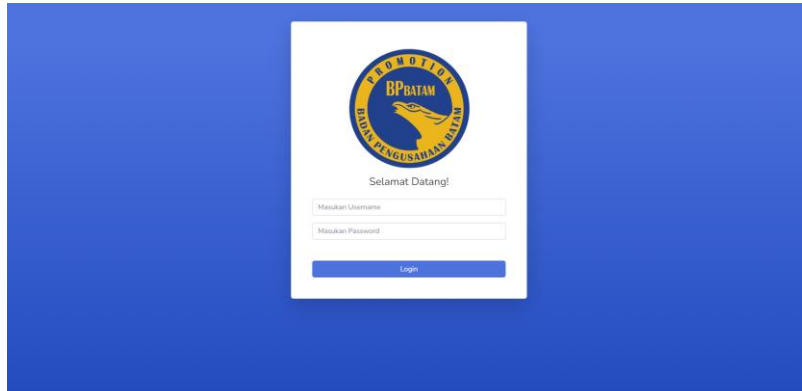 PROMOTION
BPBATAM
BADAN PENGUSAHAAN BATAM
Selamat Datang!
Masukan Username
Masukan Password
Login